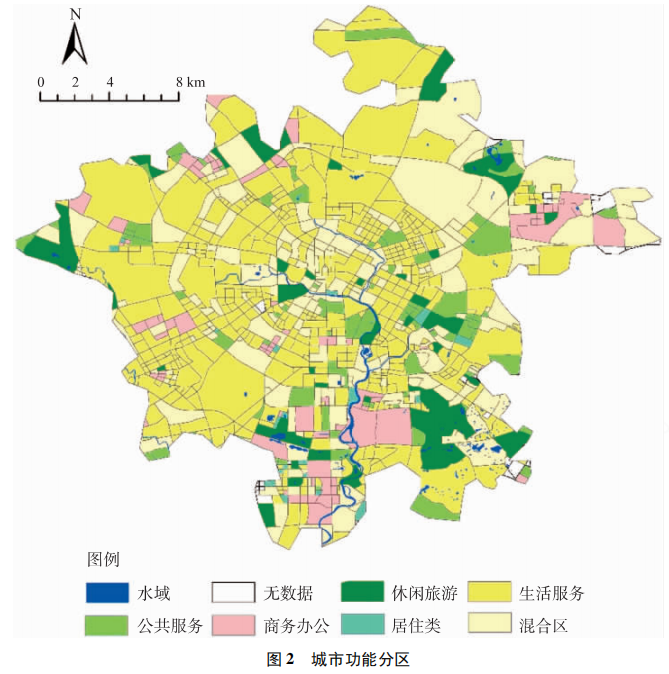 N
0 2 4 8 km
图例
水域 无数据 休闲旅游 生活服务
公共服务 商务办公 居住类 混合区
图 2 城市功能分区